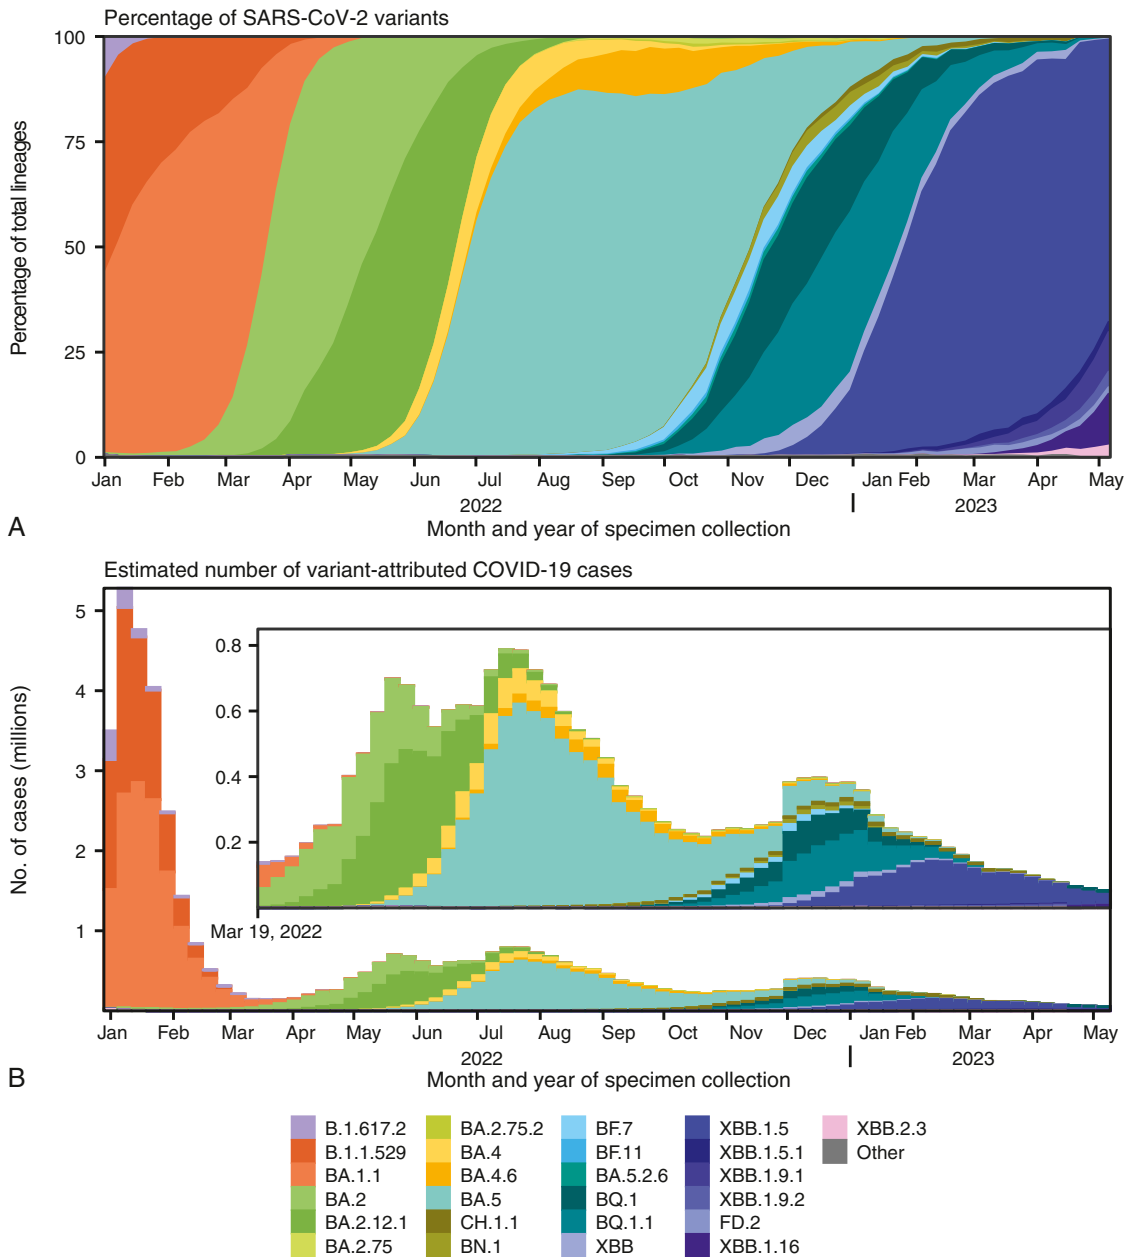 Percentage of SARS-CoV-2 variants
Percentage of total lineages
100
75
50
25
0
Jan Feb Mar Apr May Jun Jul Aug Sep Oct Nov Dec Jan Feb Mar Apr May
2022 2023
Month and year of specimen collection
A
Estimated number of variant-attributed COVID-19 cases
No. of cases (millions)
5
4
3
2
1
0.8
0.6
0.4
0.2
Mar 19, 2022
Jan Feb Mar Apr May Jun Jul Aug Sep Oct Nov Dec Jan Feb Mar Apr May
2022 2023
Month and year of specimen collection
B
B.1.617.2 BA.2.75.2 BF.7 XBB.1.5 XBB.2.3
B.1.1.529 BA.4 BF.11 XBB.1.5.1 Other
BA.1.1 BA.4.6 BA.5.2.6 XBB.1.9.1
BA.2 BA.5 BQ.1 XBB.1.9.2
BA.2.12.1 CH.1.1 BQ.1.1 FD.2
BA.2.75 BN.1 XBB XBB.1.16